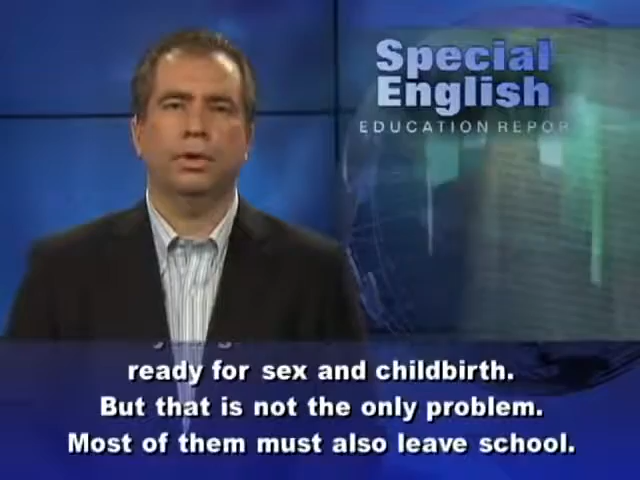 Special
English
EDUCATION REPOR
ready for sex and childbirth.
But that is not the only problem.
Most of them must also leave school.